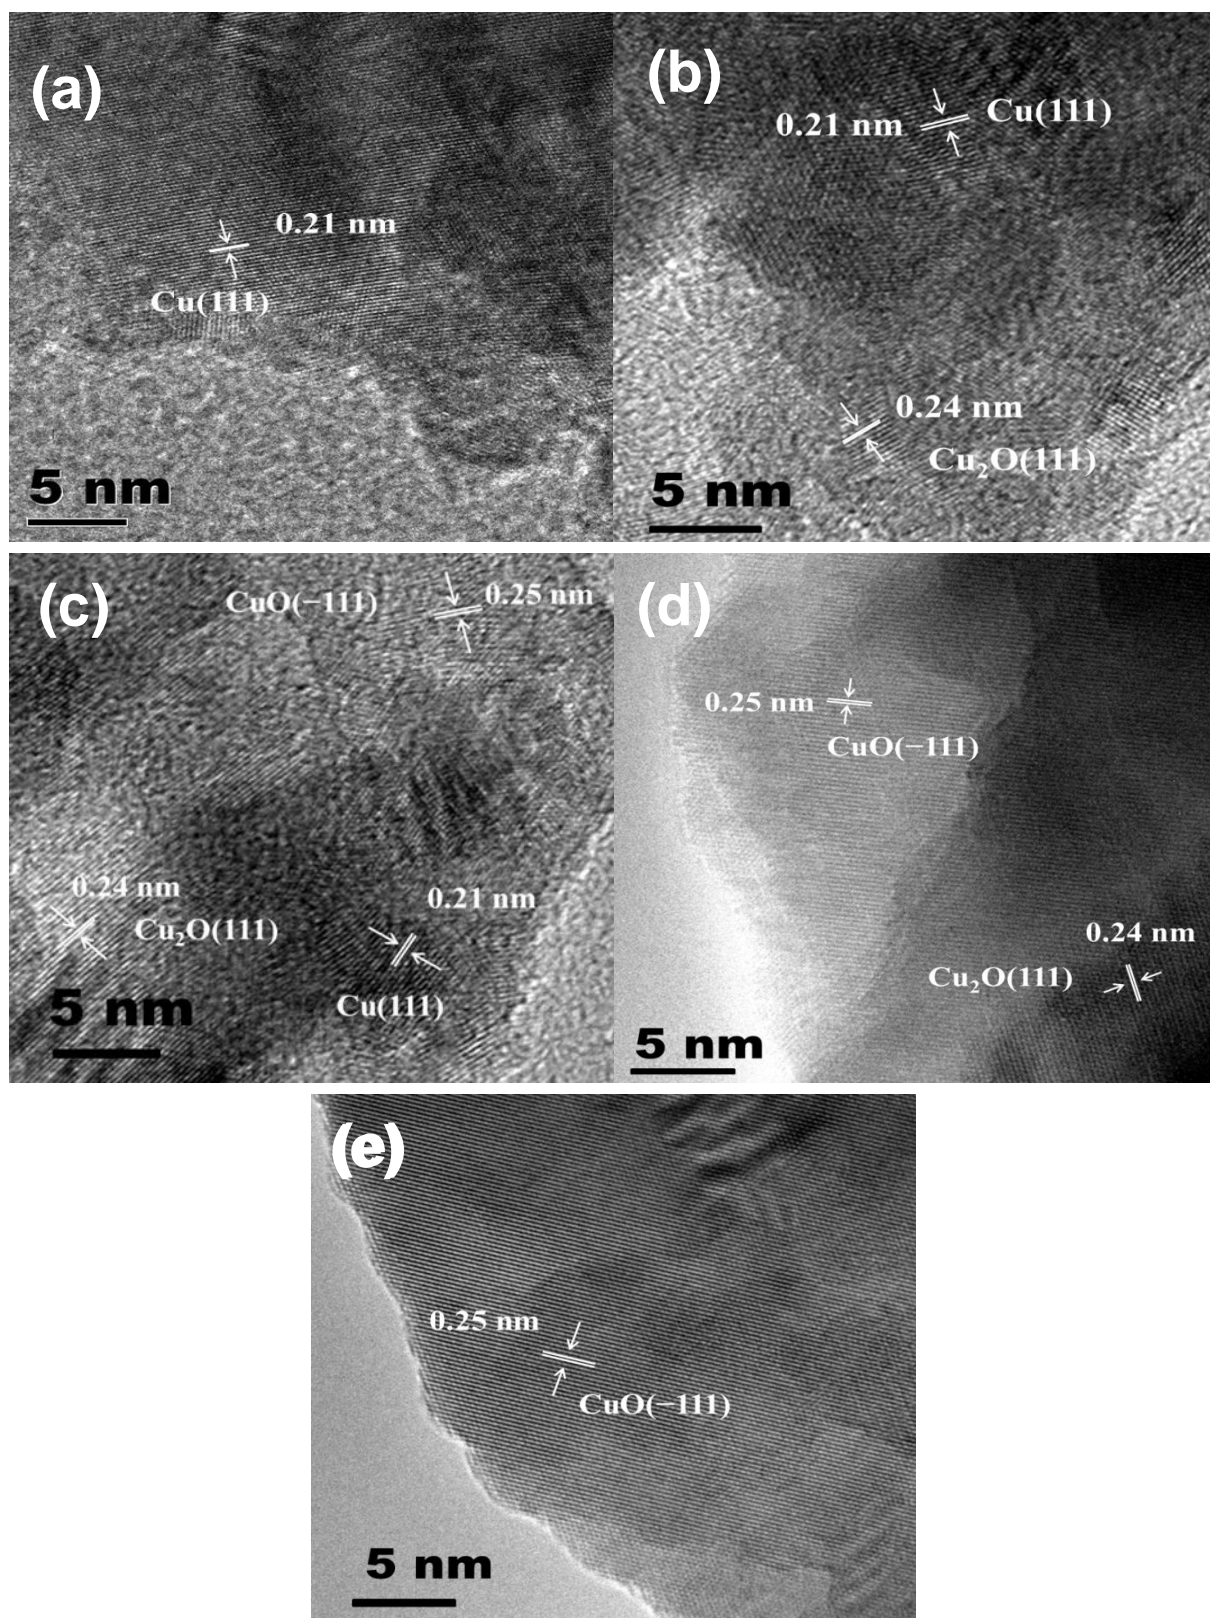 (a)
0.21 nm
Cu(111)
5 nm
(b)
0.21 nm
Cu(111)
0.24 nm
Cu₂O(111)
5 nm
(c)
CuO(−111)
0.25 nm
0.24 nm
Cu₂O(111)
0.21 nm
Cu(111)
5 nm
(d)
0.25 nm
CuO(−111)
0.24 nm
Cu₂O(111)
5 nm
(e)
0.25 nm
CuO(−111)
5 nm